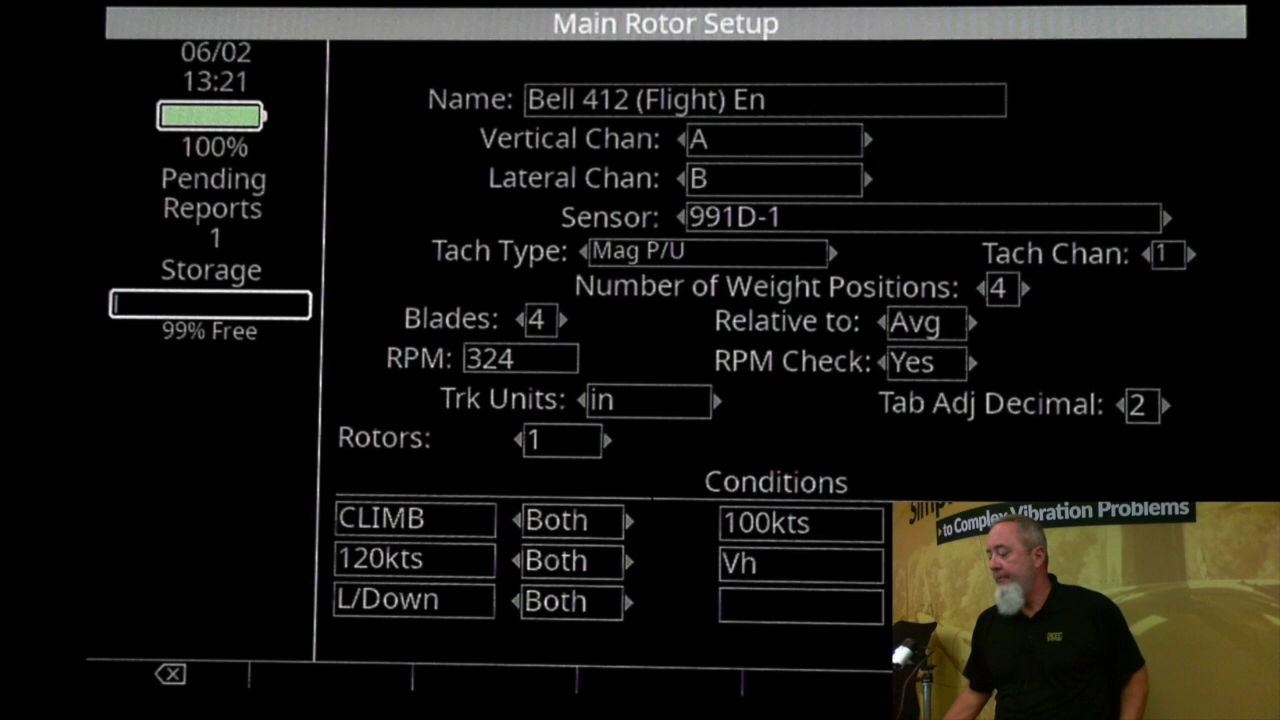 Main Rotor Setup
06/02
13:21
100%
Pending
Reports
1
Storage
99% Free
Name: Bell 412 (Flight) En
Vertical Chan: A
Lateral Chan: B
Sensor: 991D-1
Tach Type: Mag P/U Tach Chan: 1
Number of Weight Positions: 4
Blades: 4 Relative to: Avg
RPM: 324 RPM Check: Yes
Trk Units: in Tab Adj Decimal: 2
Rotors: 1
Conditions
CLIMB Both 100kts
120kts Both Vh
L/Down Both
to Complex Vibration Problems